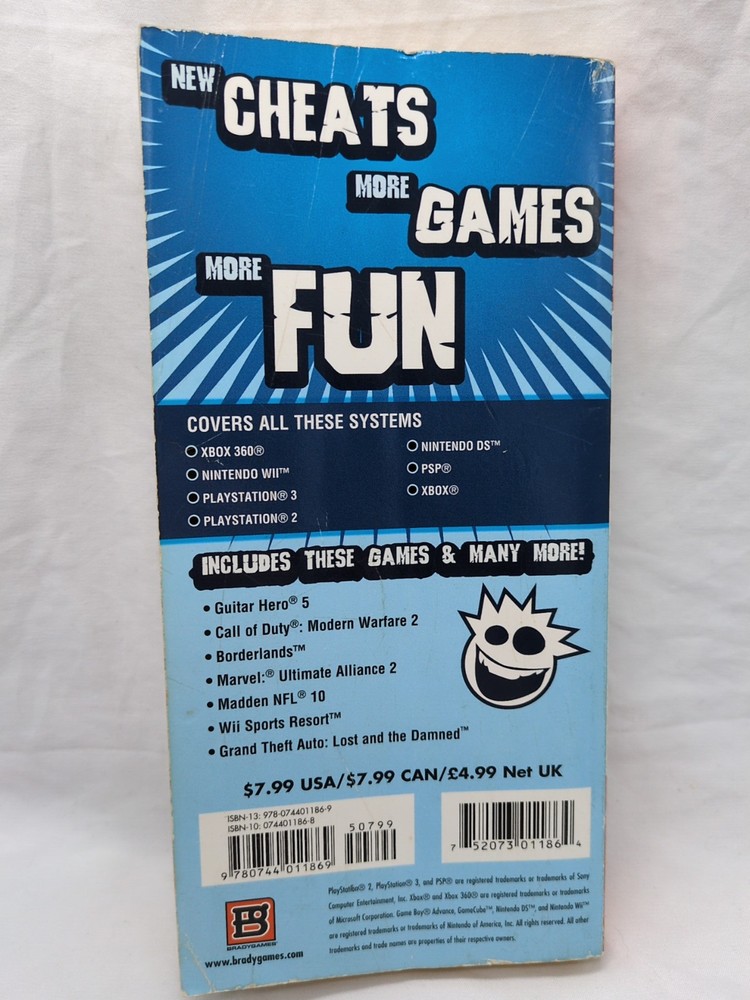 NEW CHEATS
MORE GAMES
MORE FUN
COVERS ALL THESE SYSTEMS
XBOX 360®
NINTENDO WII™
PLAYSTATION® 3
PLAYSTATION® 2
NINTENDO DS™
PSP®
XBOX®
INCLUDES THESE GAMES & MANY MORE!
• Guitar Hero® 5
• Call of Duty®: Modern Warfare 2
• Borderlands™
• Marvel:® Ultimate Alliance 2
• Madden NFL® 10
• Wii Sports Resort™
• Grand Theft Auto: Lost and the Damned™
$7.99 USA/$7.99 CAN/£4.99 Net UK
ISBN-13: 978-074401186-9
ISBN-10: 074401186-8
50799
9 780744 011869
7 52073 01186 4
PlayStation® 2, PlayStation® 3, and PSP® are registered trademarks or trademarks of Sony
Computer Entertainment, Inc. Xbox® and Xbox 360® are registered trademarks or trademarks
of Microsoft Corporation. Game Boy® Advance, GameCube™, Nintendo DS™, and Nintendo Wii™
are registered trademarks or trademarks of Nintendo of America, Inc. All rights reserved. All other
trademarks and trade names are properties of their respective owners.
BG
BRADYGAMES®
www.bradygames.com